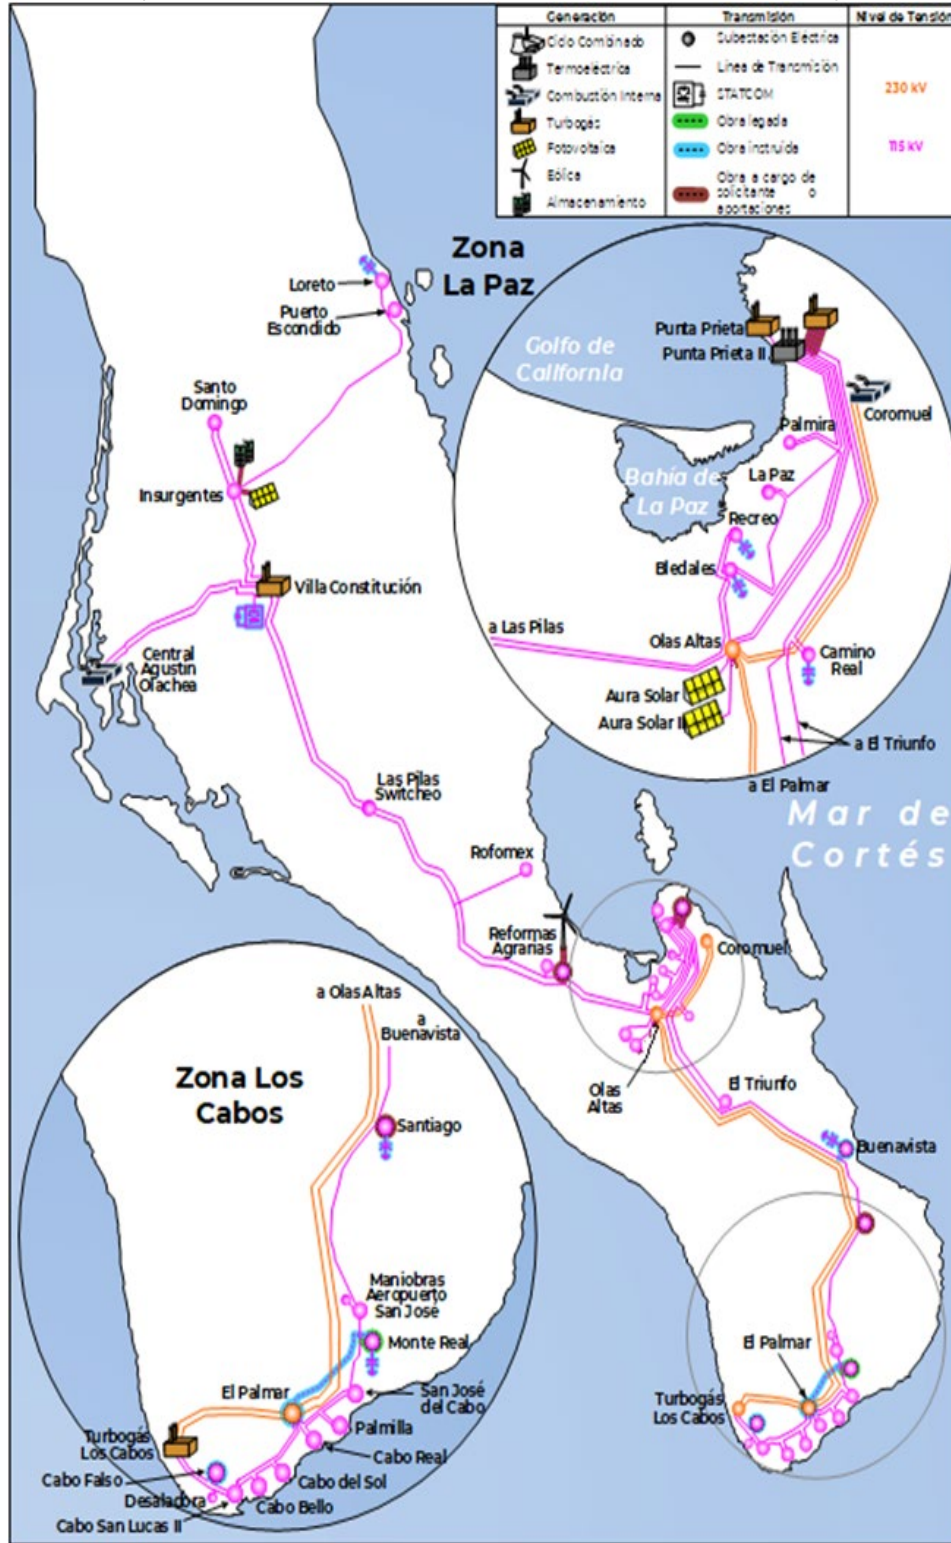 Generación
Transmisión
Nivel de Tensión
Ciclo Combinado
Termoeléctrica
Combustión Interna
Turbogás
Fotovoltaica
Eólica
Almacenamiento
Subestación Eléctrica
Línea de Transmisión
STATCOM
Obra legada
Obra instruida
Obra a cargo de
solicitante o
aportaciones
230 kV
115 kV
Zona
La Paz
Loreto
Puerto
Escondido
Santo
Domingo
Insurgentes
Villa Constitución
Central
Agustín
Olachea
Las Pilas
Switcheo
Rofomex
Reformas
Agrarias
Golfo de
California
Punta Prieta
Punta Prieta II
Coromuel
Palmira
La Paz
Bahía de
La Paz
Recreo
Bledales
a Las Pilas
Olas Altas
Camino
Real
Aura Solar
Aura Solar II
a El Triunfo
a El Palmar
Mar de
Cortés
Coromuel
Olas
Altas
El Triunfo
Buenavista
El Palmar
Turbogás
Los Cabos
a Olas Altas
a
Buenavista
Zona Los
Cabos
Santiago
Maniobras
Aeropuerto
San José
Monte Real
El Palmar
San José
del Cabo
Palmilla
Turbogás
Los Cabos
Cabo Real
Cabo Falso
Cabo del Sol
Desaladora
Cabo Bello
Cabo San Lucas II